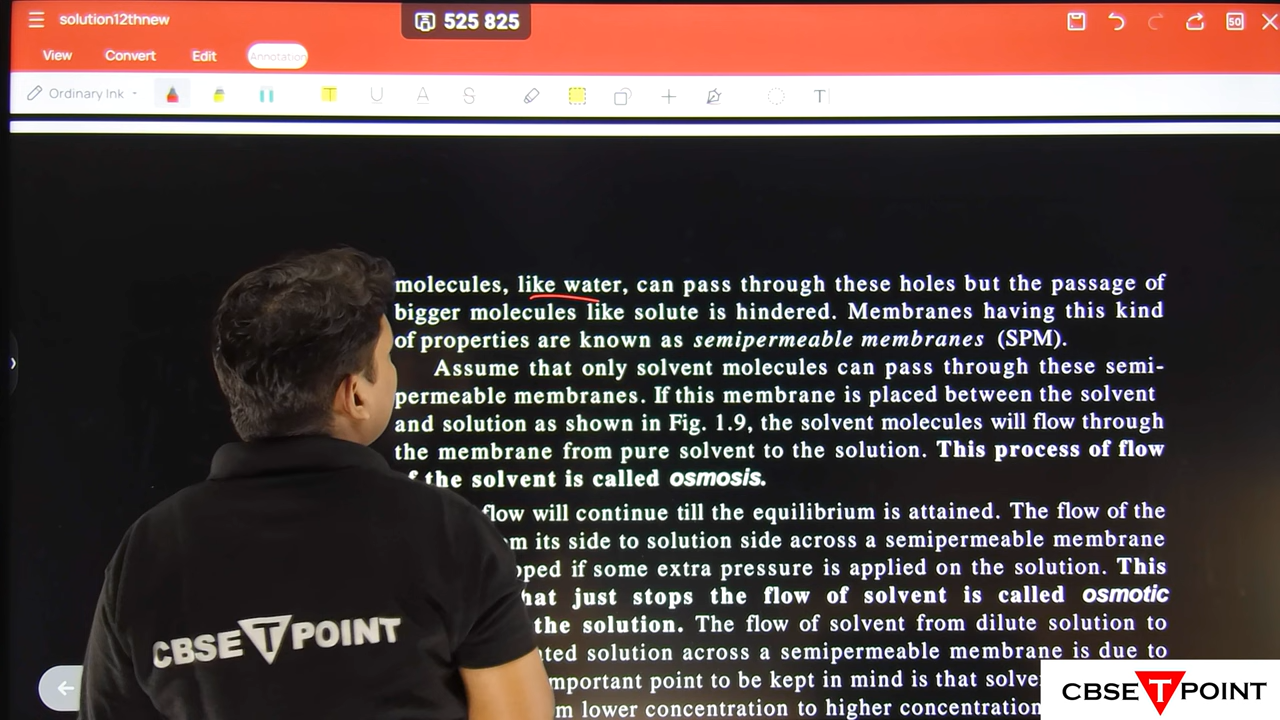 solution12thnew
525 825
50
View Convert Edit Annotation
Ordinary Ink
molecules, like water, can pass through these holes but the passage of
bigger molecules like solute is hindered. Membranes having this kind
of properties are known as semipermeable membranes (SPM).
Assume that only solvent molecules can pass through these semi-
permeable membranes. If this membrane is placed between the solvent
and solution as shown in Fig. 1.9, the solvent molecules will flow through
the membrane from pure solvent to the solution. This process of flow
the solvent is called osmosis.
flow will continue till the equilibrium is attained. The flow of the
its side to solution side across a semipermeable membrane
if some extra pressure is applied on the solution. This
just stops the flow of solvent is called osmotic
the solution. The flow of solvent from dilute solution to
solution across a semipermeable membrane is due to
point to be kept in mind is that
lower concentration to higher concentration
CBSE T POINT
CBSE T POINT